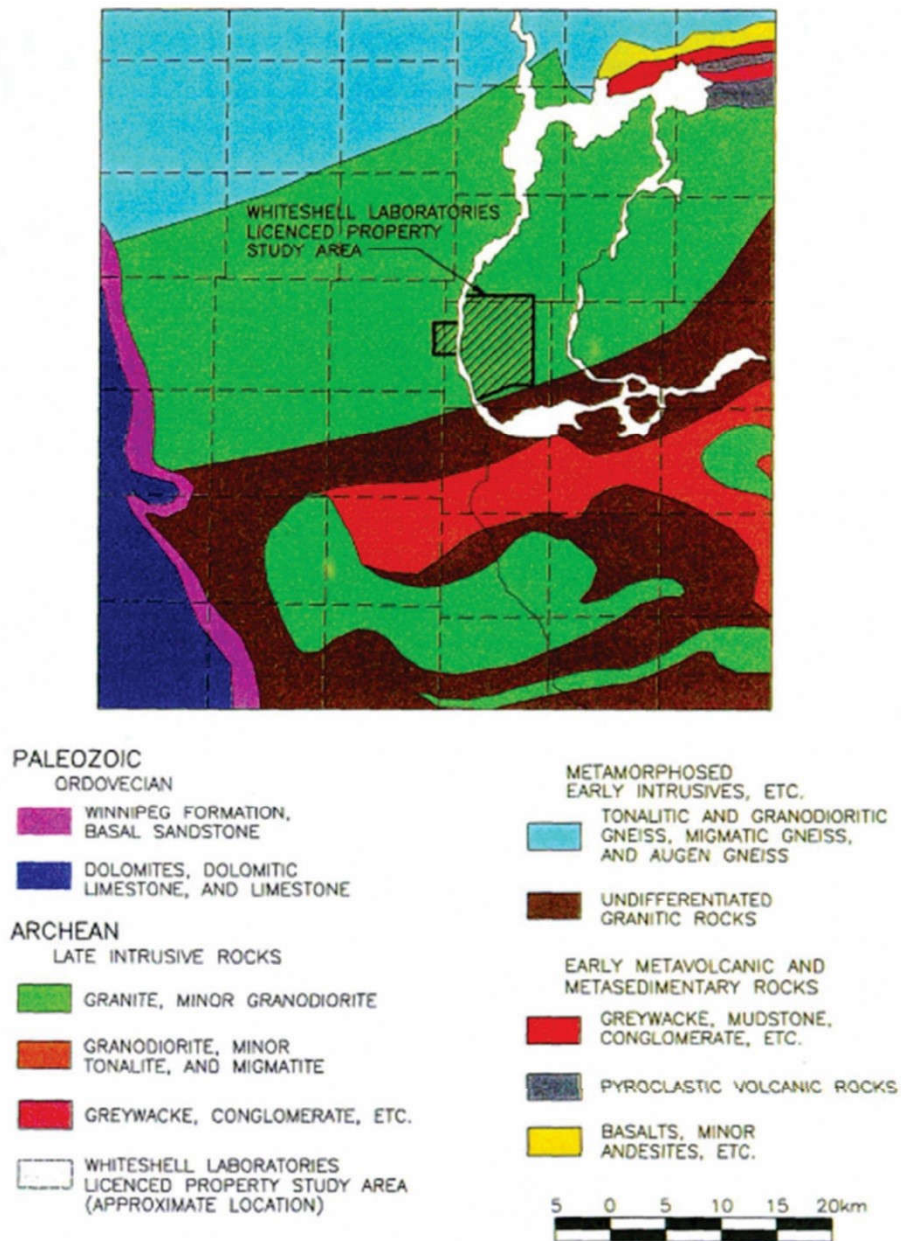 WHITESHELL LABORATORIES
LICENCED PROPERTY
STUDY AREA
PALEOZOIC
ORDOVECIAN
WINNIPEG FORMATION,
BASAL SANDSTONE
DOLOMITES, DOLOMITIC
LIMESTONE, AND LIMESTONE
ARCHEAN
LATE INTRUSIVE ROCKS
GRANITE, MINOR GRANODIORITE
GRANODIORITE, MINOR
TONALITE, AND MIGMATITE
GREYWACKE, CONGLOMERATE, ETC.
WHITESHELL LABORATORIES
LICENCED PROPERTY STUDY AREA
(APPROXIMATE LOCATION)
METAMORPHOSED
EARLY INTRUSIVES, ETC.
TONALITIC AND GRANODIORITIC
GNEISS, MIGMATIC GNEISS,
AND AUGEN GNEISS
UNDIFFERENTIATED
GRANITIC ROCKS
EARLY METAVOLCANIC AND
METASEDIMENTARY ROCKS
GREYWACKE, MUDSTONE,
CONGLOMERATE, ETC.
PYROCLASTIC VOLCANIC ROCKS
BASALTS, MINOR
ANDESITES, ETC.
5 0 5 10 15 20km